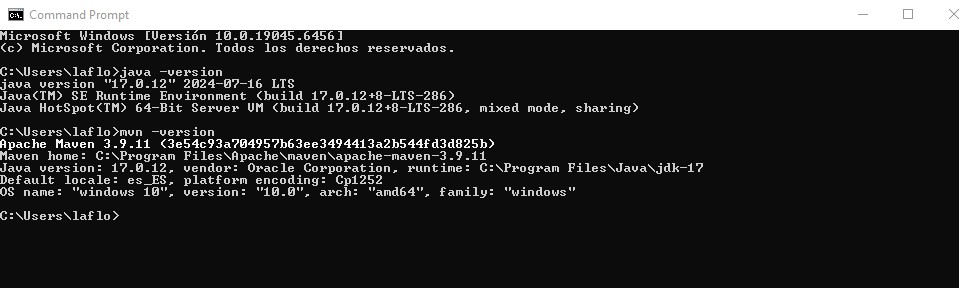 Command Prompt
Microsoft Windows [Versión 10.0.19045.6456]
(c) Microsoft Corporation. Todos los derechos reservados.
C:\Users\laflo>java -version
java version "17.0.12" 2024-07-16 LTS
Java(TM) SE Runtime Environment (build 17.0.12+8-LTS-286)
Java HotSpot(TM) 64-Bit Server VM (build 17.0.12+8-LTS-286, mixed mode, sharing)
C:\Users\laflo>mvn -version
Apache Maven 3.9.11 (3e54c93a704957b63ee3494413a2b544fd3d825b)
Maven home: C:\Program Files\Apache\maven\apache-maven-3.9.11
Java version: 17.0.12, vendor: Oracle Corporation, runtime: C:\Program Files\Java\jdk-17
Default locale: es_ES, platform encoding: Cp1252
OS name: "windows 10", version: "10.0", arch: "amd64", family: "windows"
C:\Users\laflo>